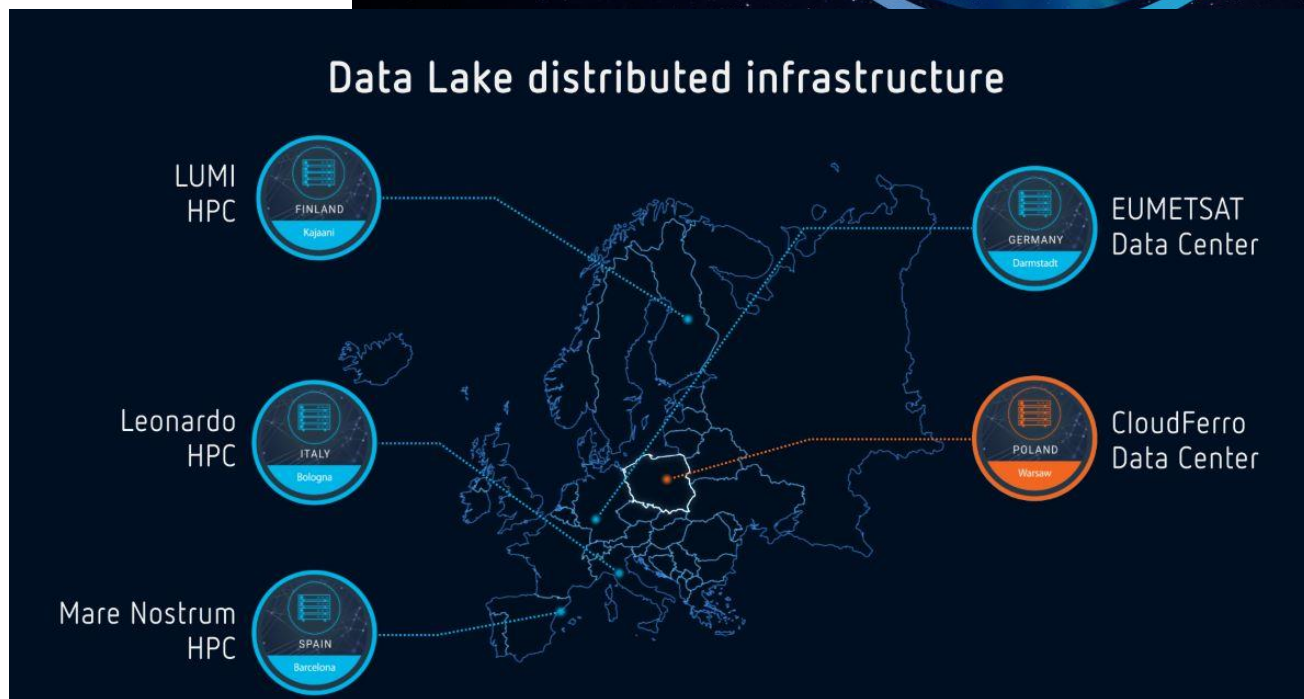 Data Lake distributed infrastructure
LUMI
HPC
FINLAND
Kajaani
GERMANY
Darmstadt
EUMETSAT
Data Center
Leonardo
HPC
ITALY
Bologna
POLAND
Warsaw
CloudFerro
Data Center
Mare Nostrum
HPC
SPAIN
Barcelona